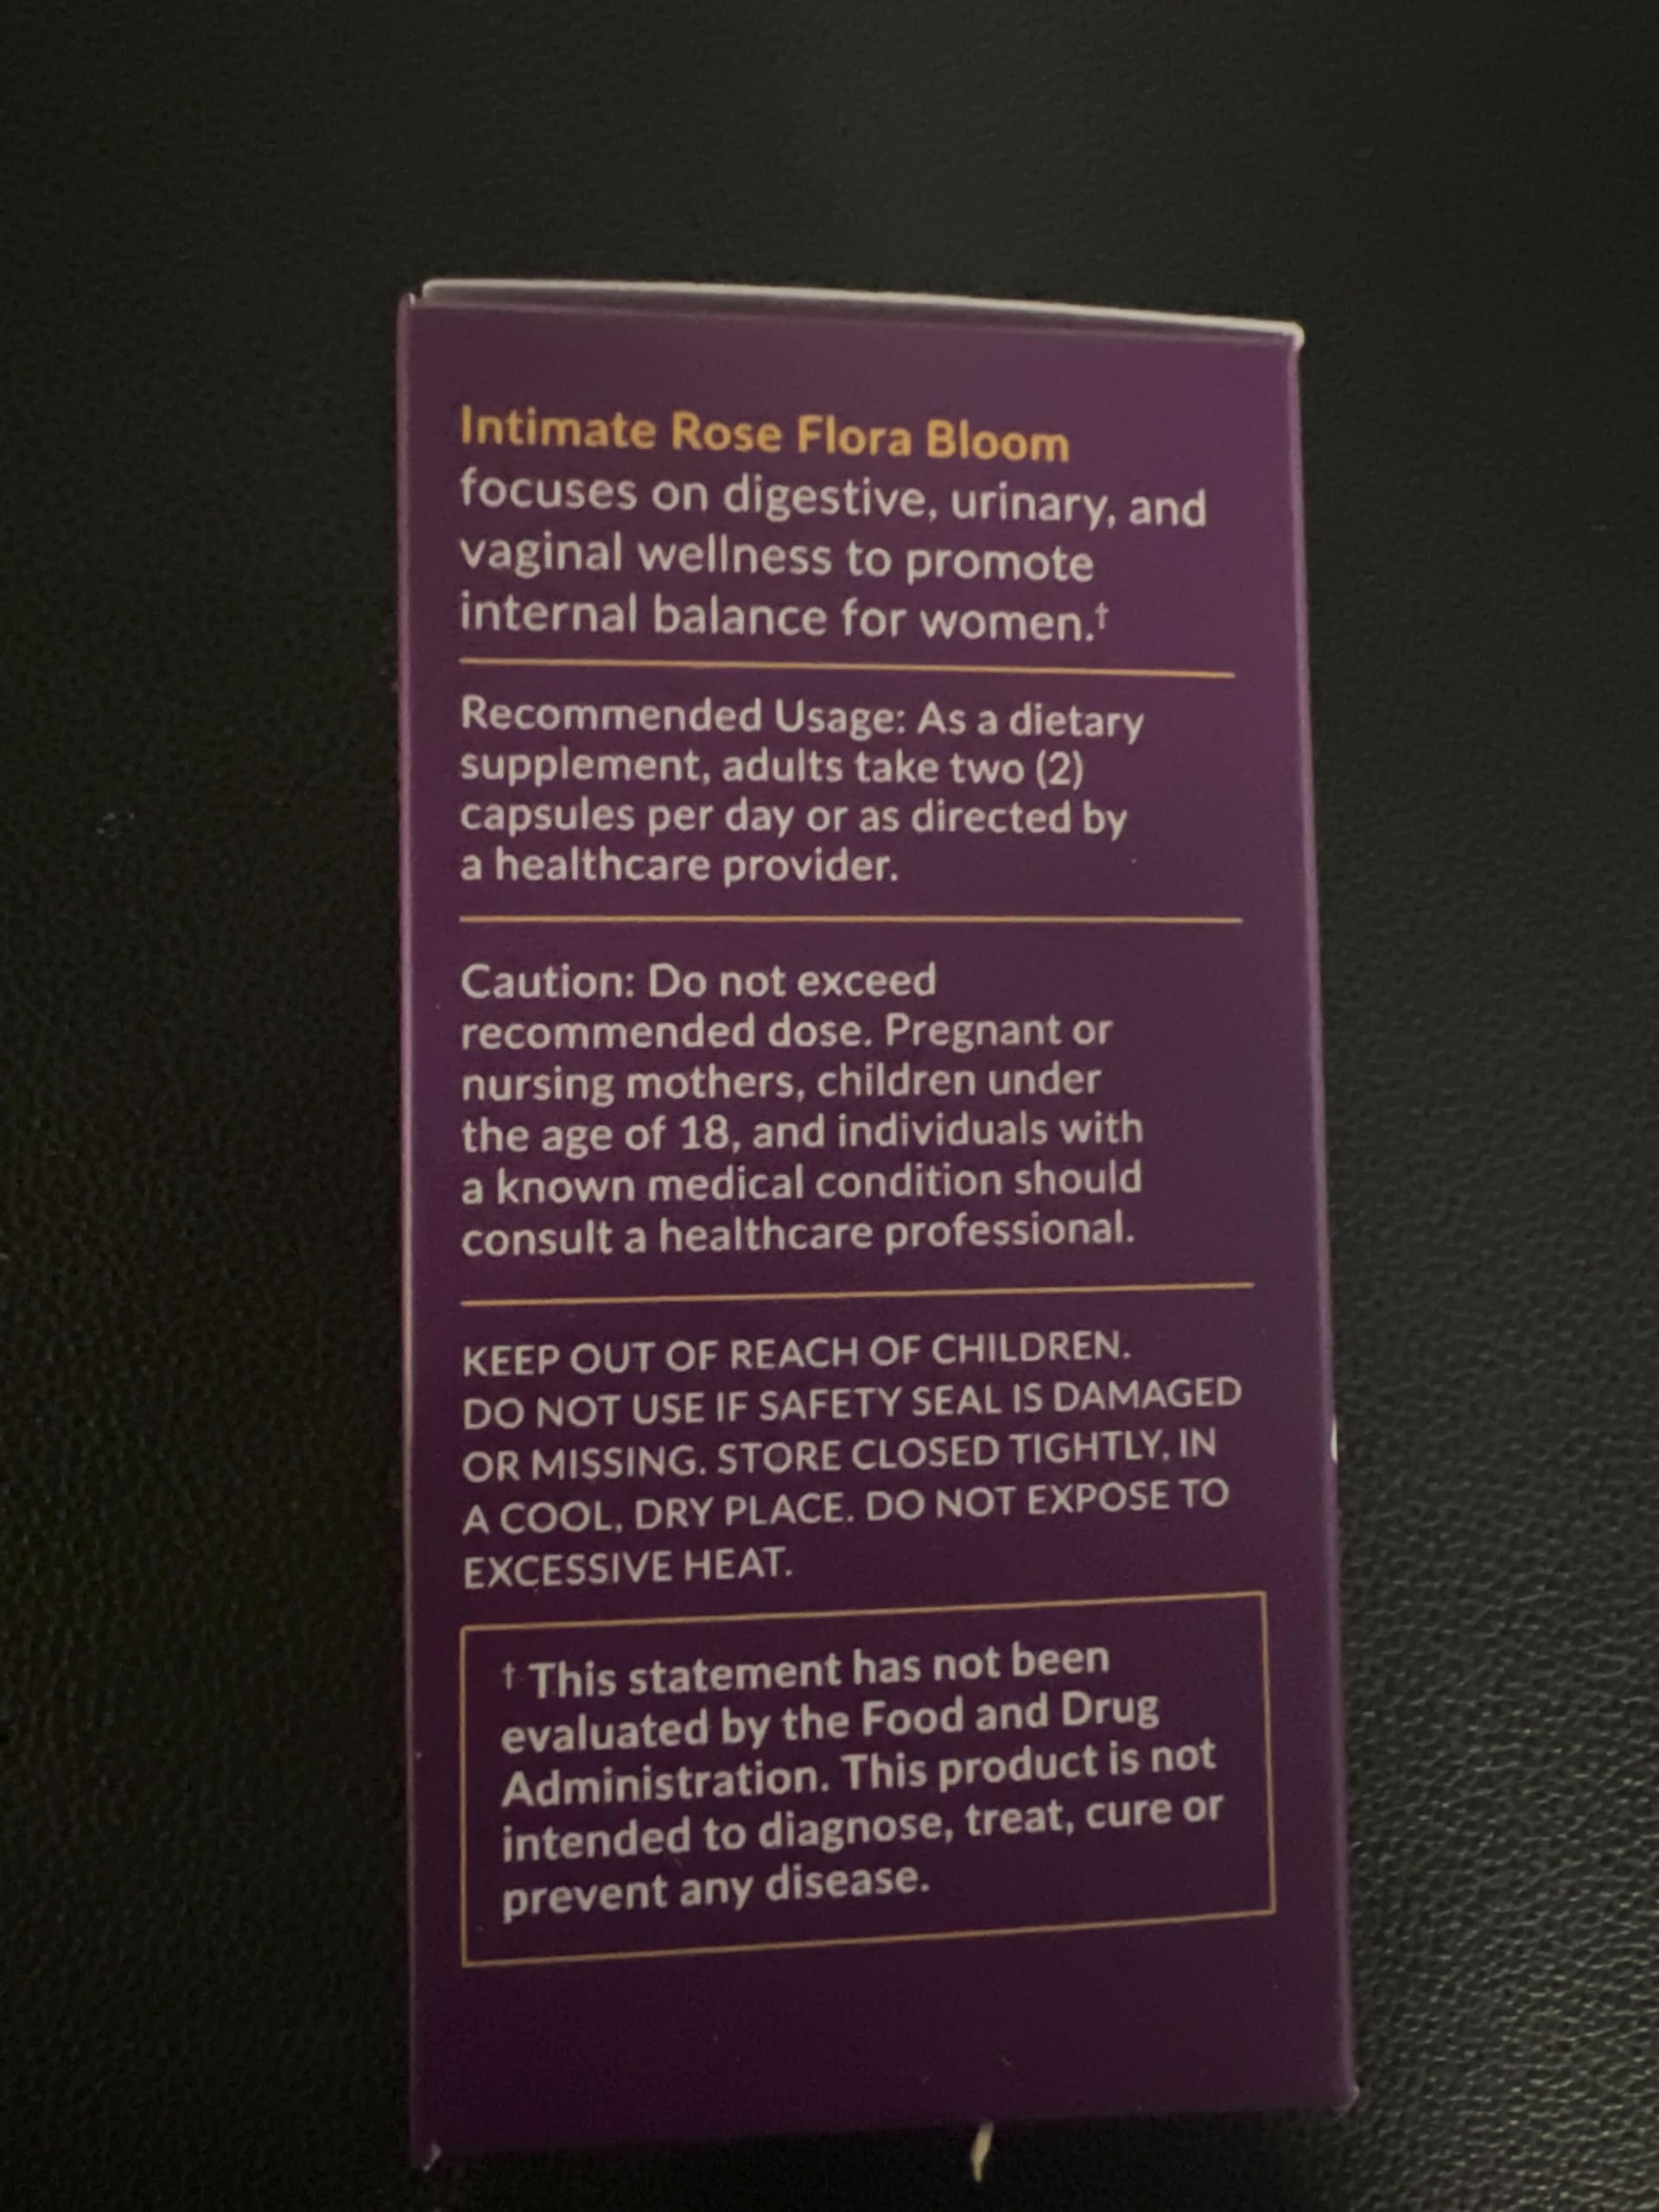 Intimate Rose Flora Bloom
focuses on digestive, urinary, and
vaginal wellness to promote
internal balance for women.†
Recommended Usage: As a dietary
supplement, adults take two (2)
capsules per day or as directed by
a healthcare provider.
Caution: Do not exceed
recommended dose. Pregnant or
nursing mothers, children under
the age of 18, and individuals with
a known medical condition should
consult a healthcare professional.
KEEP OUT OF REACH OF CHILDREN.
DO NOT USE IF SAFETY SEAL IS DAMAGED
OR MISSING. STORE CLOSED TIGHTLY, IN
A COOL, DRY PLACE. DO NOT EXPOSE TO
EXCESSIVE HEAT.
† This statement has not been
evaluated by the Food and Drug
Administration. This product is not
intended to diagnose, treat, cure or
prevent any disease.